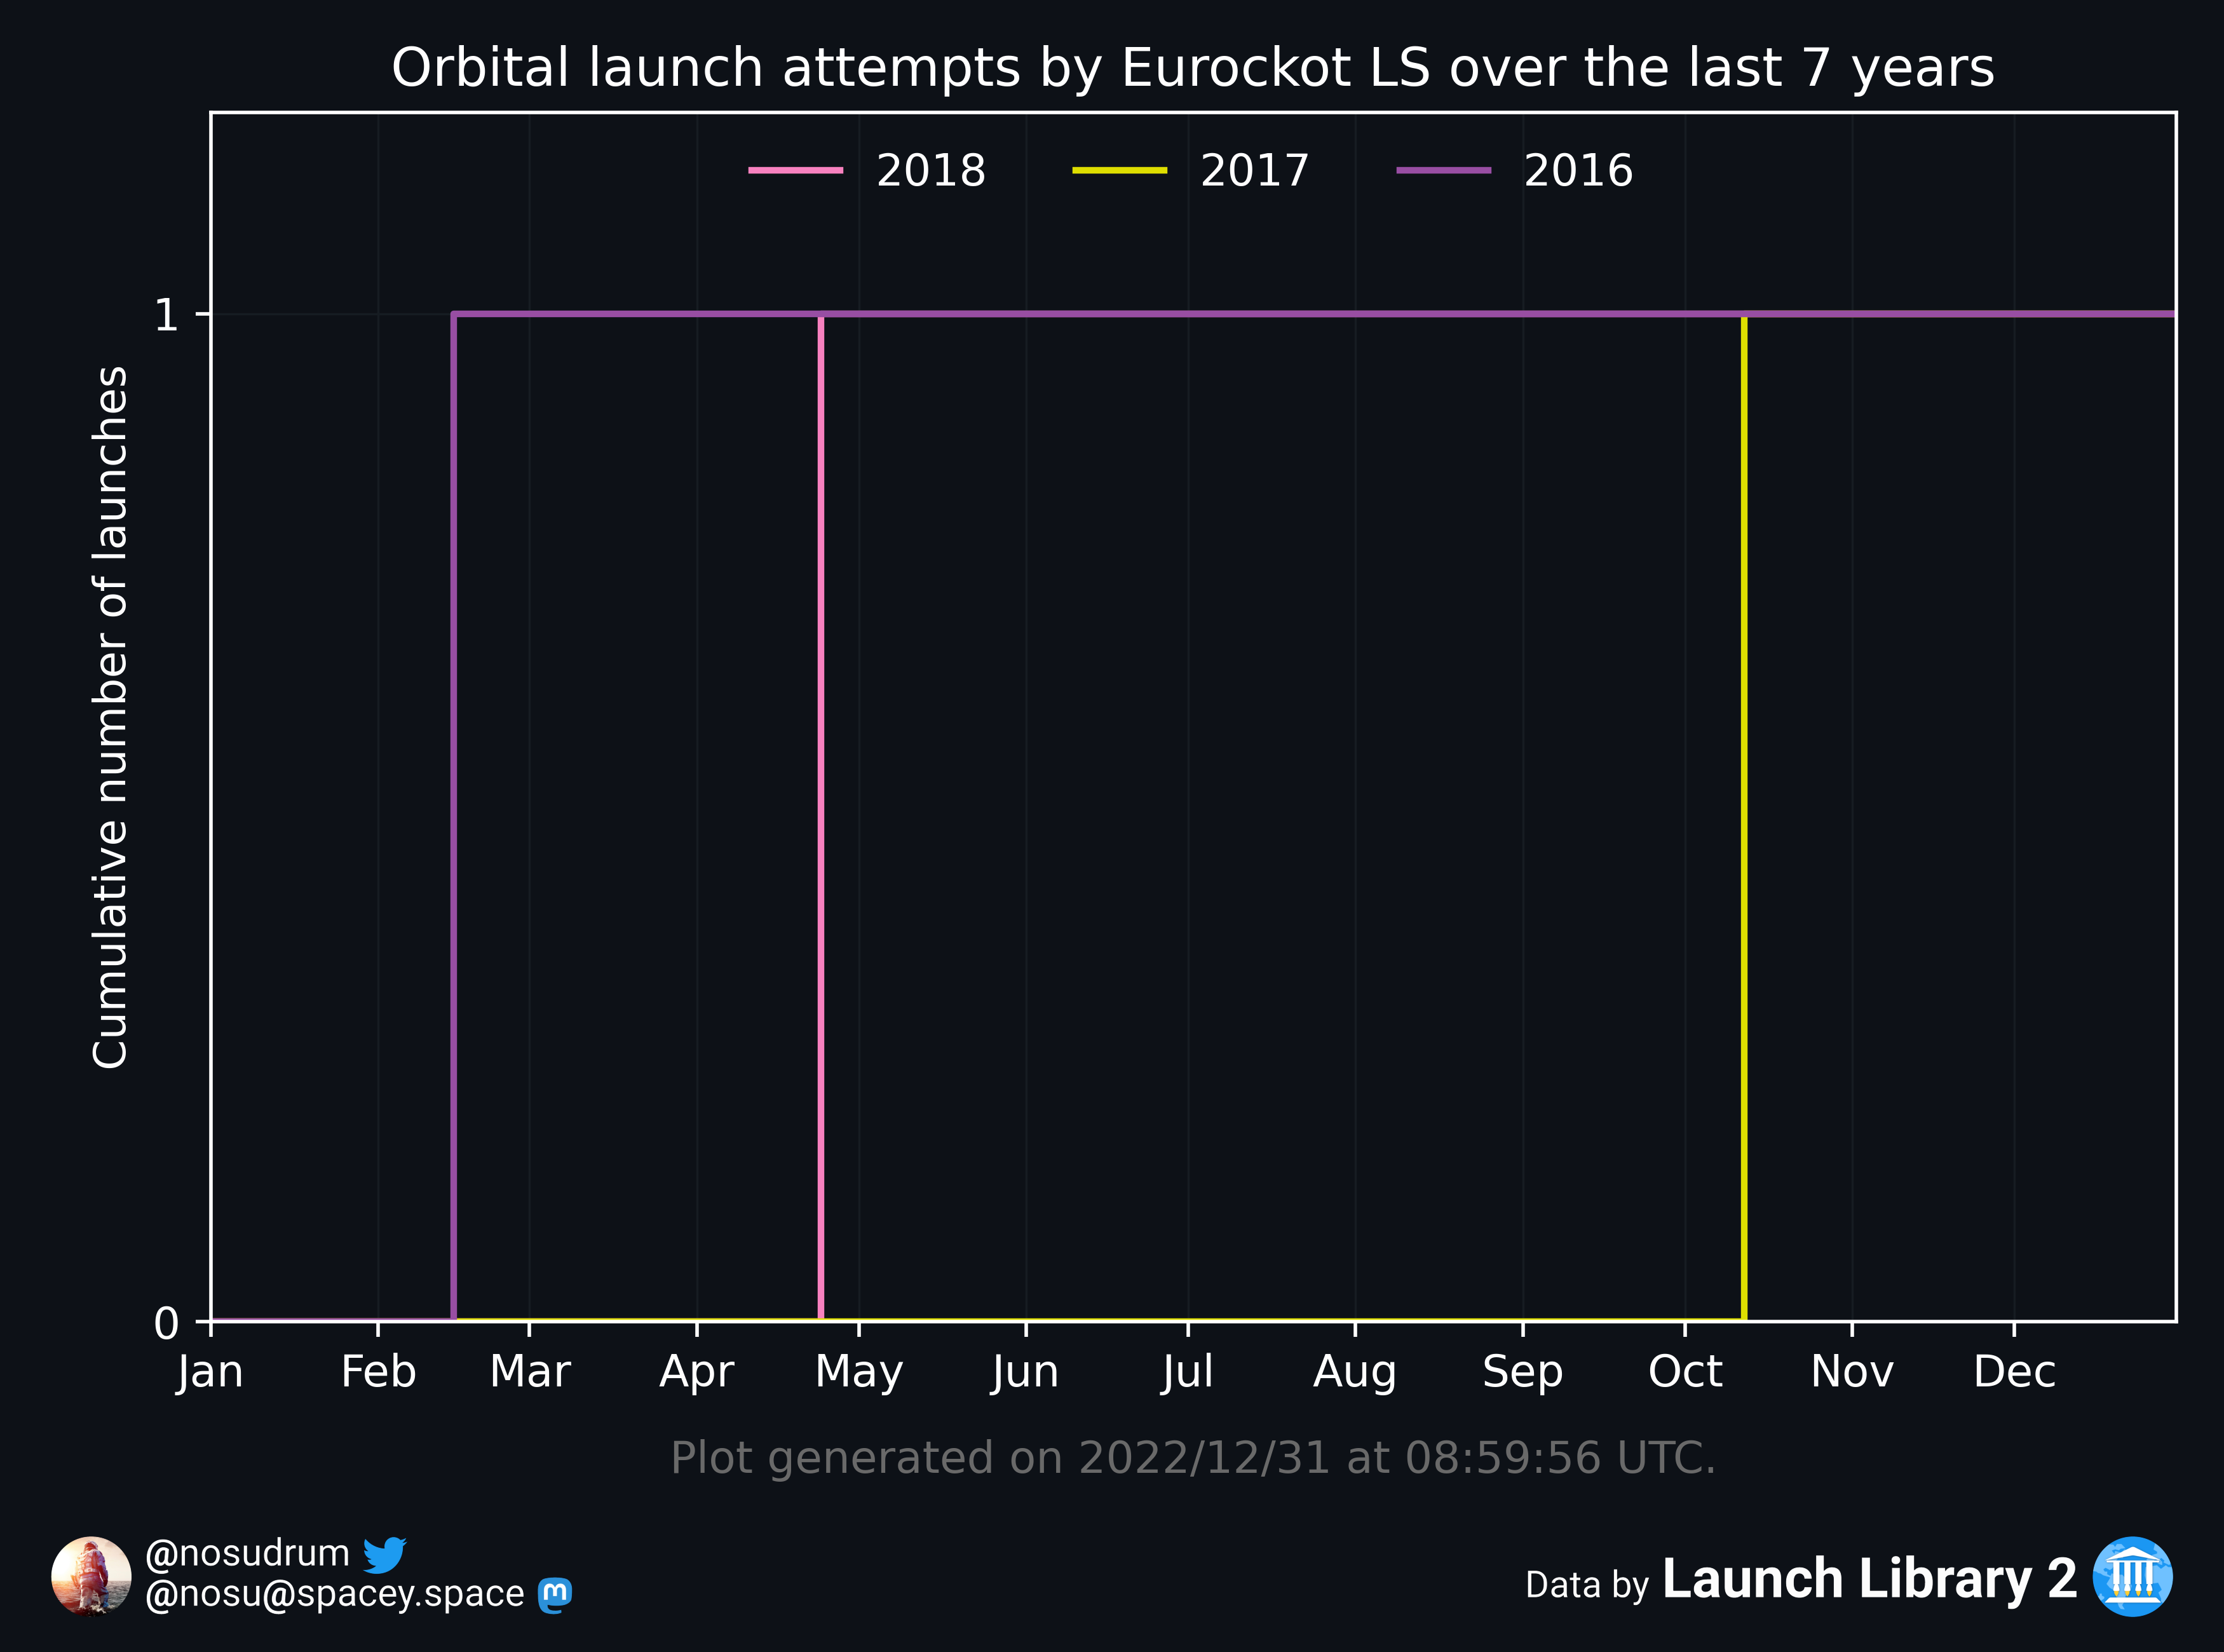 Orbital launch attempts by Eurockot LS over the last 7 years
2018 2017 2016
Cumulative number of launches
1
0
Jan Feb Mar Apr May Jun Jul Aug Sep Oct Nov Dec
Plot generated on 2022/12/31 at 08:59:56 UTC.
@nosudrum
@nosu@spacey.space
Data by Launch Library 2